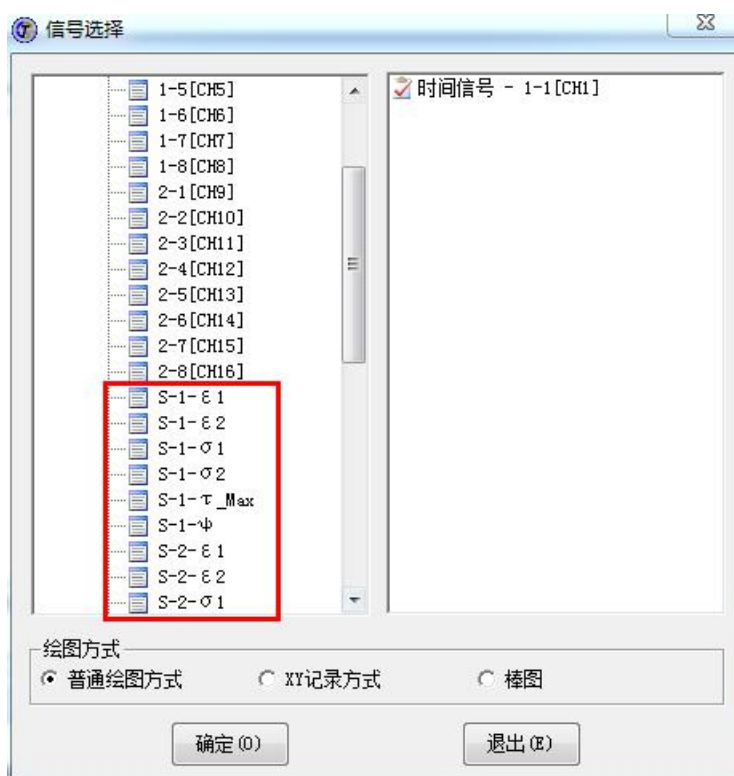 信号选择
1-5[CH5]
1-6[CH6]
1-7[CH7]
1-8[CH8]
2-1[CH9]
2-2[CH10]
2-3[CH11]
2-4[CH12]
2-5[CH13]
2-6[CH14]
2-7[CH15]
2-8[CH16]
S-1-ε1
S-1-ε2
S-1-σ1
S-1-σ2
S-1-τ_Max
S-1-ψ
S-2-ε1
S-2-ε2
S-2-σ1
时间信号 - 1-1[CH1]
绘图方式
普通绘图方式 XY记录方式 棒图
确定(O) 退出(E)